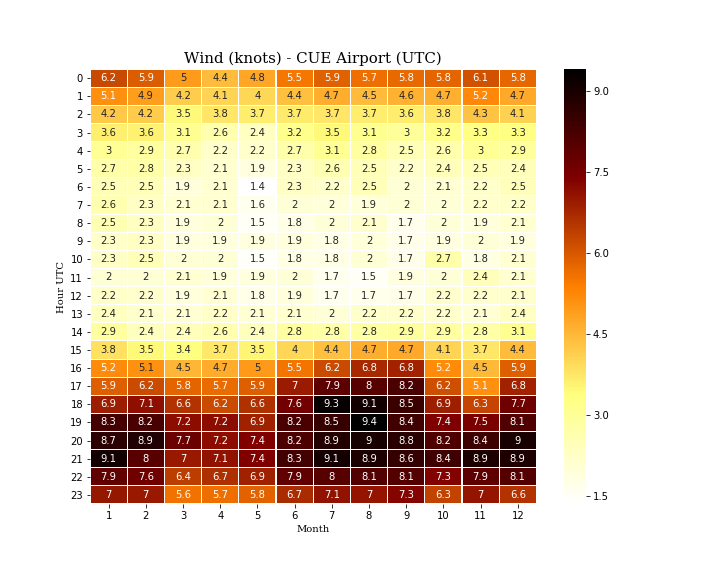 Wind (knots) - CUE Airport (UTC)
0 6.2 5.9 5 4.4 4.8 5.5 5.9 5.7 5.8 5.8 6.1 5.8
1 5.1 4.9 4.2 4.1 4 4.4 4.7 4.5 4.6 4.7 5.2 4.7
2 4.2 4.2 3.5 3.8 3.7 3.7 3.7 3.7 3.6 3.8 4.3 4.1
3 3.6 3.6 3.1 2.6 2.4 3.2 3.5 3.1 3 3.2 3.3 3.3
4 3 2.9 2.7 2.2 2.2 2.7 3.1 2.8 2.5 2.6 3 2.9
5 2.7 2.8 2.3 2.1 1.9 2.3 2.6 2.5 2.2 2.4 2.5 2.4
6 2.5 2.5 1.9 2.1 1.4 2.3 2.2 2.5 2 2.1 2.2 2.5
7 2.6 2.3 2.1 2.1 1.6 2 2 1.9 2 2 2.2 2.2
8 2.5 2.3 1.9 2 1.5 1.8 2 2.1 1.7 2 1.9 2.1
9 2.3 2.3 1.9 1.9 1.9 1.9 1.8 2 1.7 1.9 2 1.9
10 2.3 2.5 2 2 1.5 1.8 1.8 2 1.7 2.7 1.8 2.1
11 2 2 2.1 1.9 1.9 2 1.7 1.5 1.9 2 2.4 2.1
12 2.2 2.2 1.9 2.1 1.8 1.9 1.7 1.7 1.7 2.2 2.2 2.1
13 2.4 2.1 2.1 2.2 2.1 2.1 2 2.2 2.2 2.2 2.1 2.4
14 2.9 2.4 2.4 2.6 2.4 2.8 2.8 2.8 2.9 2.9 2.8 3.1
15 3.8 3.5 3.4 3.7 3.5 4 4.4 4.7 4.7 4.1 3.7 4.4
16 5.2 5.1 4.5 4.7 5 5.5 6.2 6.8 6.8 5.2 4.5 5.9
17 5.9 6.2 5.8 5.7 5.9 7 7.9 8 8.2 6.2 5.1 6.8
18 6.9 7.1 6.6 6.2 6.6 7.6 9.3 9.1 8.5 6.9 6.3 7.7
19 8.3 8.2 7.2 7.2 6.9 8.2 8.5 9.4 8.4 7.4 7.5 8.1
20 8.7 8.9 7.7 7.2 7.4 8.2 8.9 9 8.8 8.2 8.4 9
21 9.1 8 7 7.1 7.4 8.3 9.1 8.9 8.6 8.4 8.9 8.9
22 7.9 7.6 6.4 6.7 6.9 7.9 8 8.1 8.1 7.3 7.9 8.1
23 7 7 5.6 5.7 5.8 6.7 7.1 7 7.3 6.3 7 6.6
1 2 3 4 5 6 7 8 9 10 11 12
Month
Hour UTC
9.0
7.5
6.0
4.5
3.0
1.5